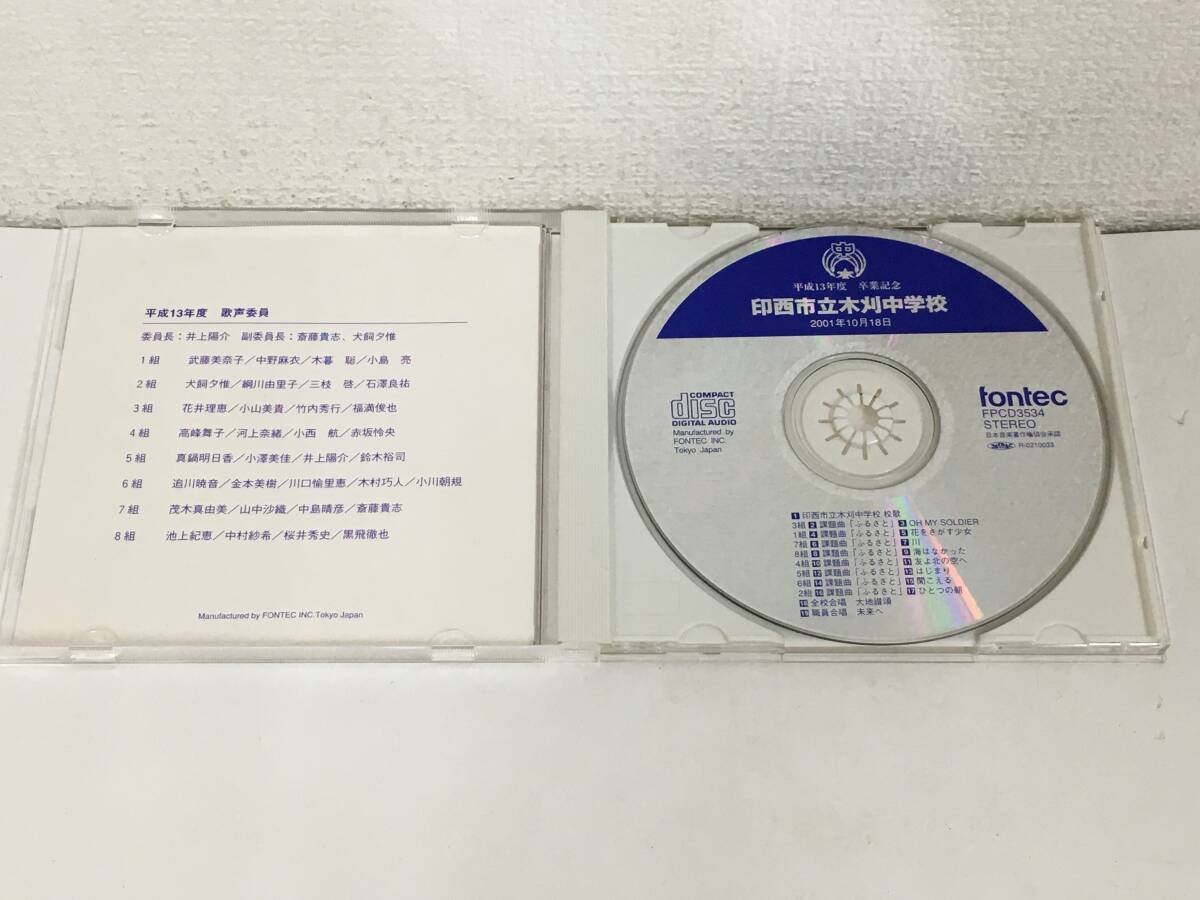 平成13年度 歌声委員
委員長：井上陽介 副委員長：斎藤貴志、犬飼夕惟
1組 武藤美奈子／中野麻衣／木暮 聡／小島 亮
2組 犬飼夕惟／綱川由里子／三枝 啓／石澤良祐
3組 花井理恵／小山美貴／竹内秀行／福満俊也
4組 高峰舞子／河上奈緒／小西 航／赤坂怜央
5組 真鍋明日香／小澤美佳／井上陽介／鈴木裕司
6組 追川暁音／金本美樹／川口愉里恵／木村巧人／小川朝規
7組 茂木真由美／山中沙織／中島晴彦／斎藤貴志
8組 池上紀恵／中村紗希／桜井秀史／黒飛徹也
Manufactured by FONTEC INC.Tokyo Japan
中
平成13年度 卒業記念
印西市立木刈中学校
2001年10月18日
COMPACT
disc
DIGITAL AUDIO
Manufactured by
FONTEC INC.
Tokyo Japan
fontec
FPCD3534
STEREO
日本音楽著作権協会承認
R-0210033
1 印西市立木刈中学校 校歌
3組 2 課題曲「ふるさと」 3 OH MY SOLDIER
1組 4 課題曲「ふるさと」 5 花をさがす少女
7組 6 課題曲「ふるさと」 7 川
8組 8 課題曲「ふるさと」 9 海はなかった
4組 10 課題曲「ふるさと」 11 友よ北の空へ
5組 12 課題曲「ふるさと」 13 はじまり
6組 14 課題曲「ふるさと」 15 聞こえる
2組 16 課題曲「ふるさと」 17 ひとつの朝
18 全校合唱 大地讃頌
19 職員合唱 未来へ